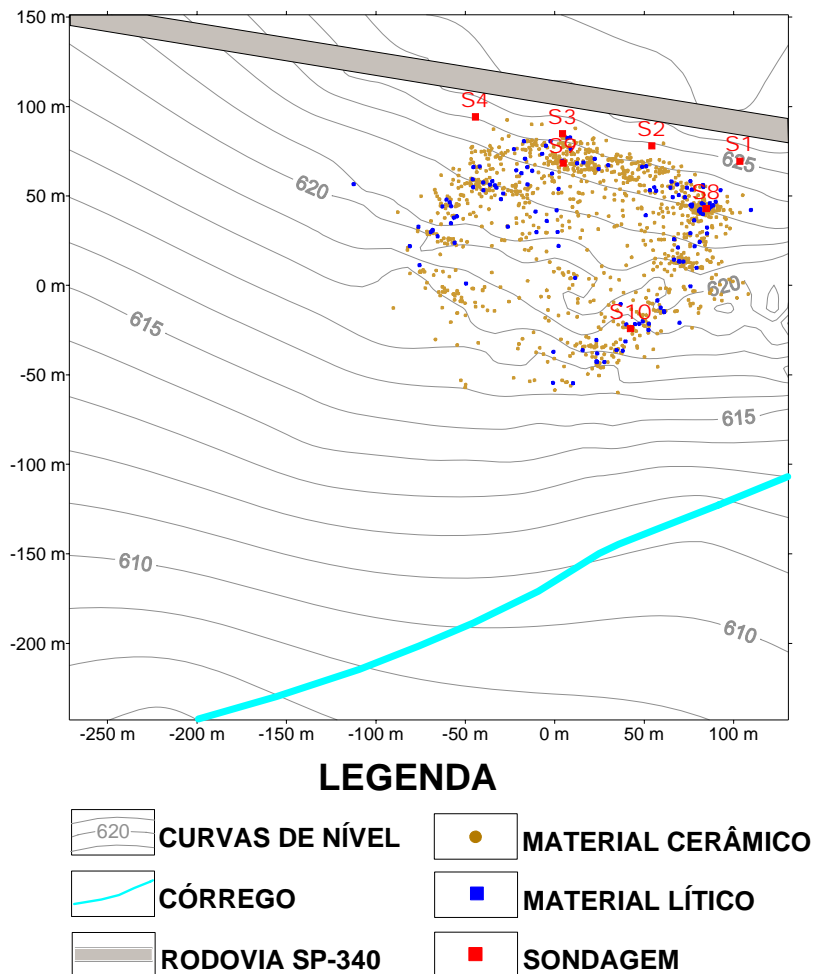 150 m
100 m
50 m
0 m
-50 m
-100 m
-150 m
-200 m
S4
S3
S2
S1
S9
S8
S10
625
620
620
615
615
610
610
-250 m
-200 m
-150 m
-100 m
-50 m
0 m
50 m
100 m
LEGENDA
620
CURVAS DE NÍVEL
MATERIAL CERÂMICO
CÓRREGO
MATERIAL LÍTICO
RODOVIA SP-340
SONDAGEM